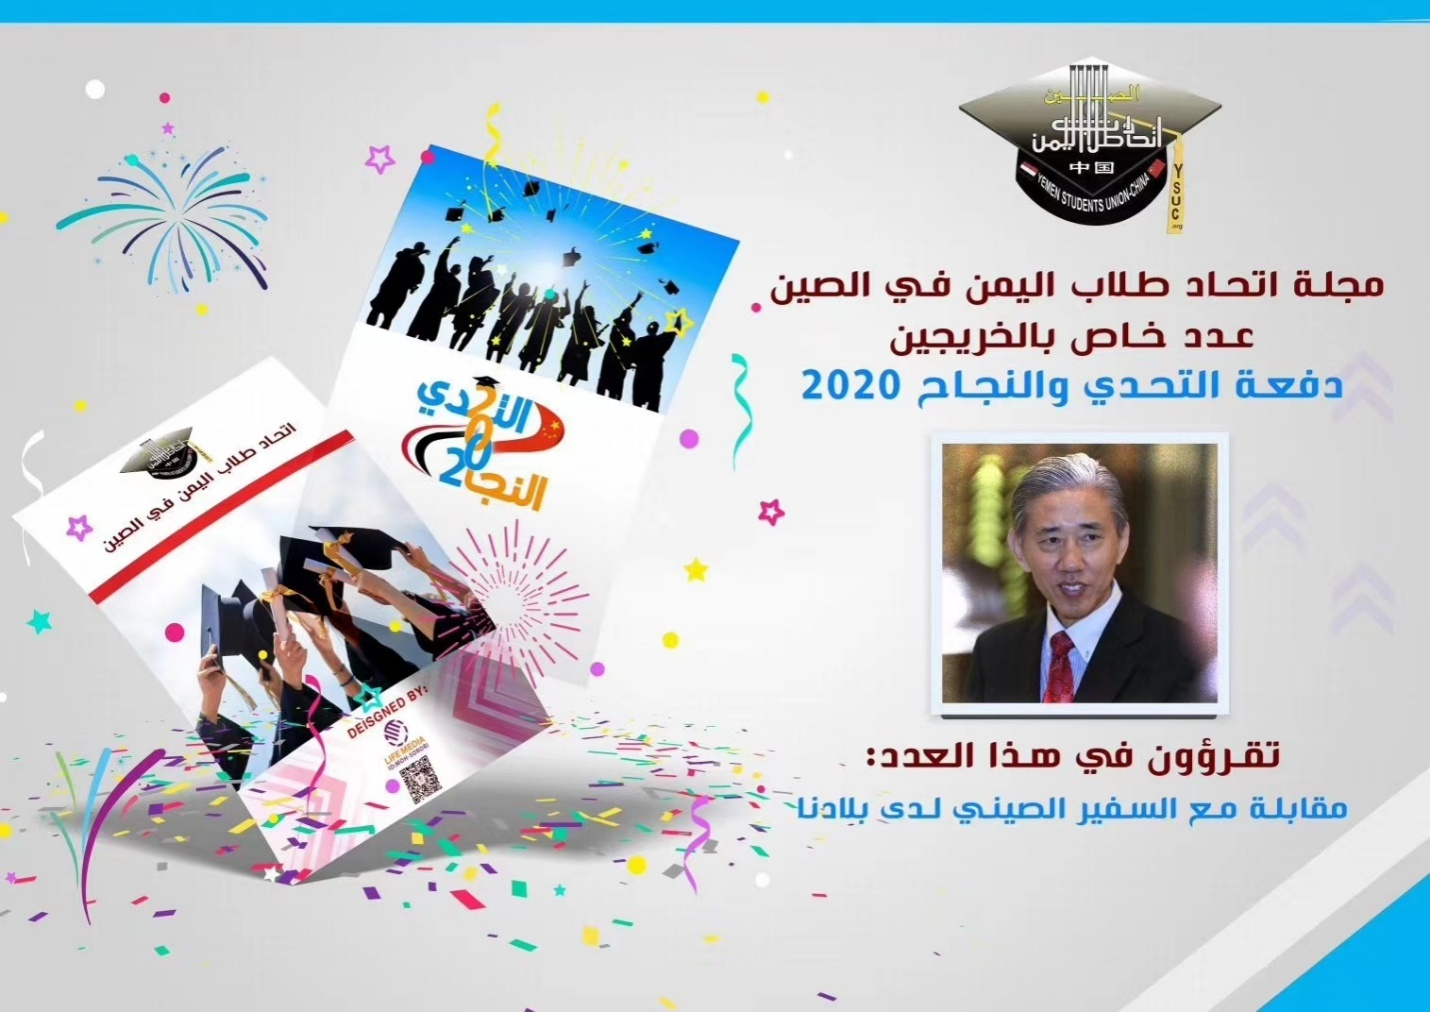 الصين
اتحاد طلاب اليمن
中国
YEMEN STUDENTS UNION-CHINA
YSUC.org
مجلة اتحاد طلاب اليمن في الصين
عدد خاص بالخريجين
دفعة التحدي والنجاح 2020
التحدي
2020
النجاح
اتحاد طلاب اليمن في الصين
DEISGNED BY:
LIFE MEDIA
تقرؤون في هذا العدد:
مقابلة مع السفير الصيني لدى بلادنا